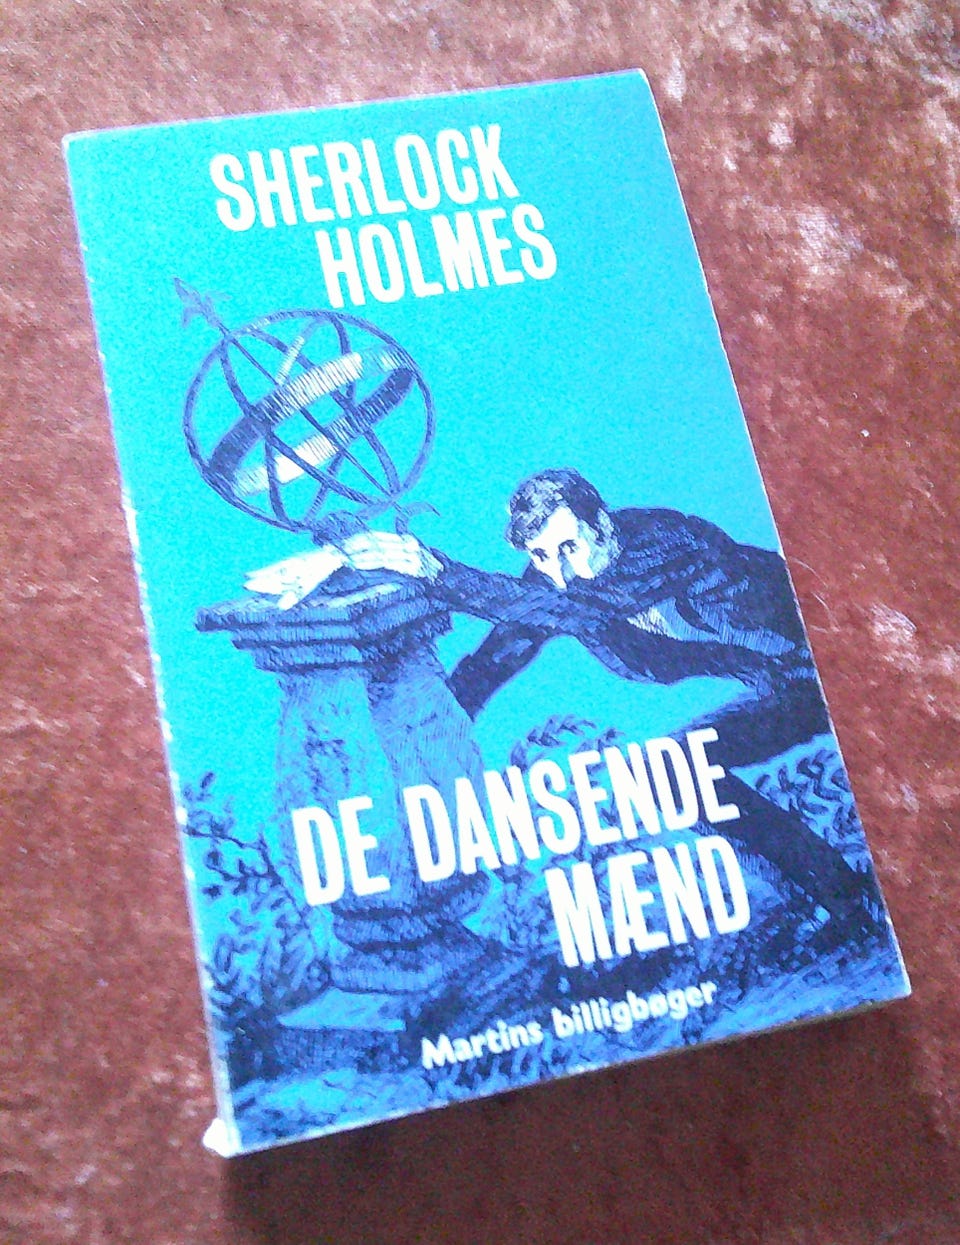 SHERLOCK
HOLMES
DE DANSENDE
MÆND
Martins billigbøger